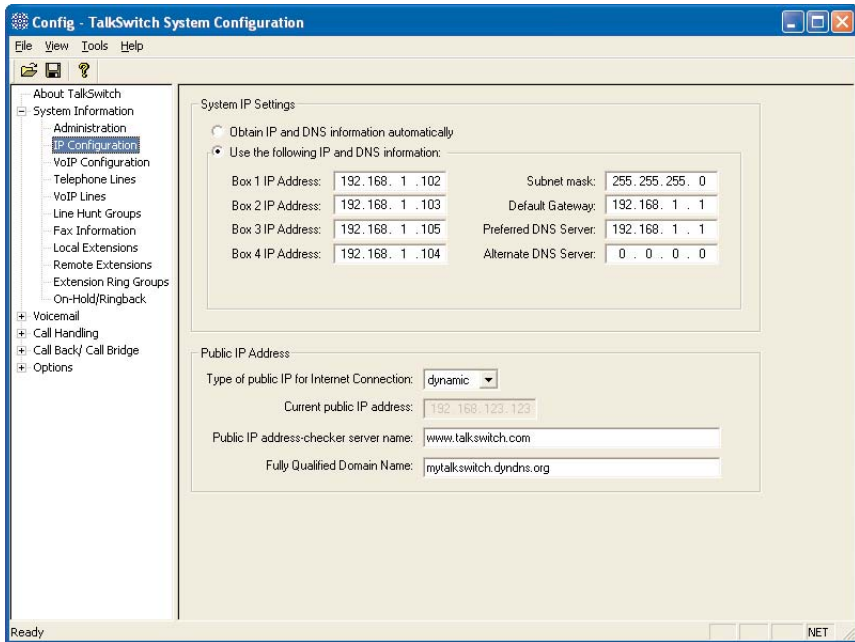 Config - TalkSwitch System Configuration
File View Tools Help
About TalkSwitch
System Information
Administration
IP Configuration
VoIP Configuration
Telephone Lines
VoIP Lines
Line Hunt Groups
Fax Information
Local Extensions
Remote Extensions
Extension Ring Groups
On-Hold/Ringback
Voicemail
Call Handling
Call Back/ Call Bridge
Options
System IP Settings
Obtain IP and DNS information automatically
Use the following IP and DNS information:
Box 1 IP Address: 192.168. 1 .102 Subnet mask: 255.255.255. 0
Box 2 IP Address: 192.168. 1 .103 Default Gateway: 192.168. 1 . 1
Box 3 IP Address: 192.168. 1 .105 Preferred DNS Server: 192.168. 1 . 1
Box 4 IP Address: 192.168. 1 .104 Alternate DNS Server: 0 . 0 . 0 . 0
Public IP Address
Type of public IP for Internet Connection: dynamic
Current public IP address: 192.168.123.123
Public IP address-checker server name: www.talkswitch.com
Fully Qualified Domain Name: mytalkswitch.dyndns.org
Ready NET